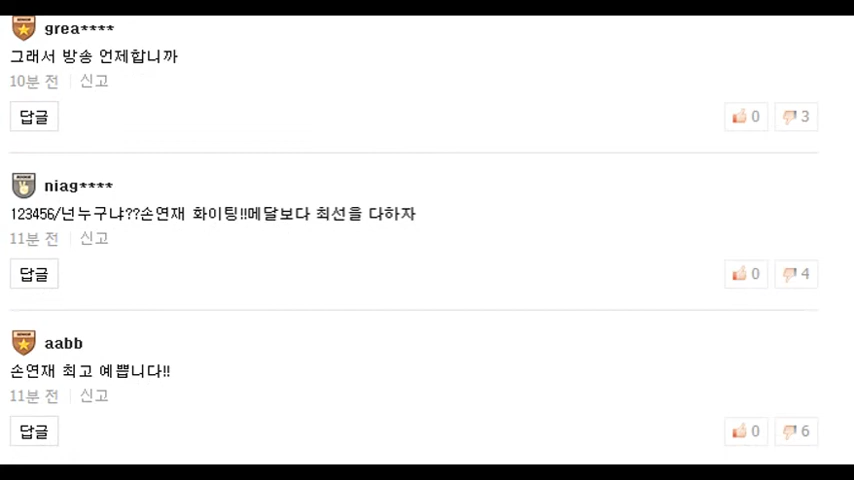 grea****
그래서 방송 언제합니까
10분 전 신고
답글 0 3
niag****
123456/넌누구냐??손연재 화이팅!!메달보다 최선을 다하자
11분 전 신고
답글 0 4
aabb
손연재 최고 예쁩니다!!
11분 전 신고
답글 0 6